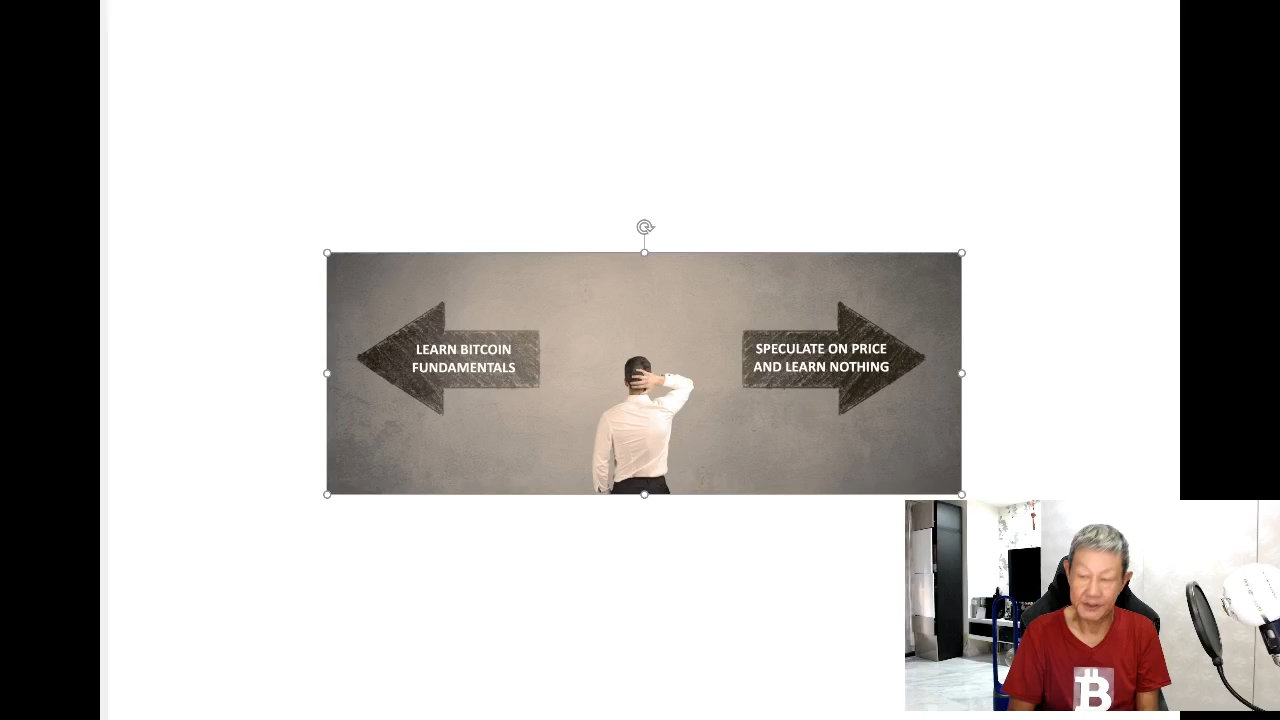 LEARN BITCOIN
FUNDAMENTALS
SPECULATE ON PRICE
AND LEARN NOTHING